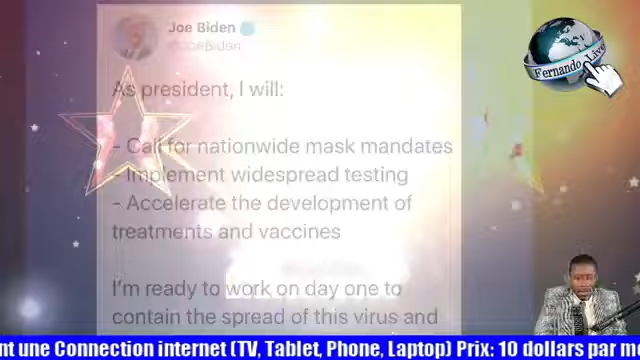 Joe Biden
@JoeBiden
As president, I will:
- Call for nationwide mask mandates
- Implement widespread testing
- Accelerate the development of
treatments and vaccines
I'm ready to work on day one to
contain the spread of this virus and
Fernando Live
nt une Connection internet (TV, Tablet, Phone, Laptop) Prix: 10 dollars par m